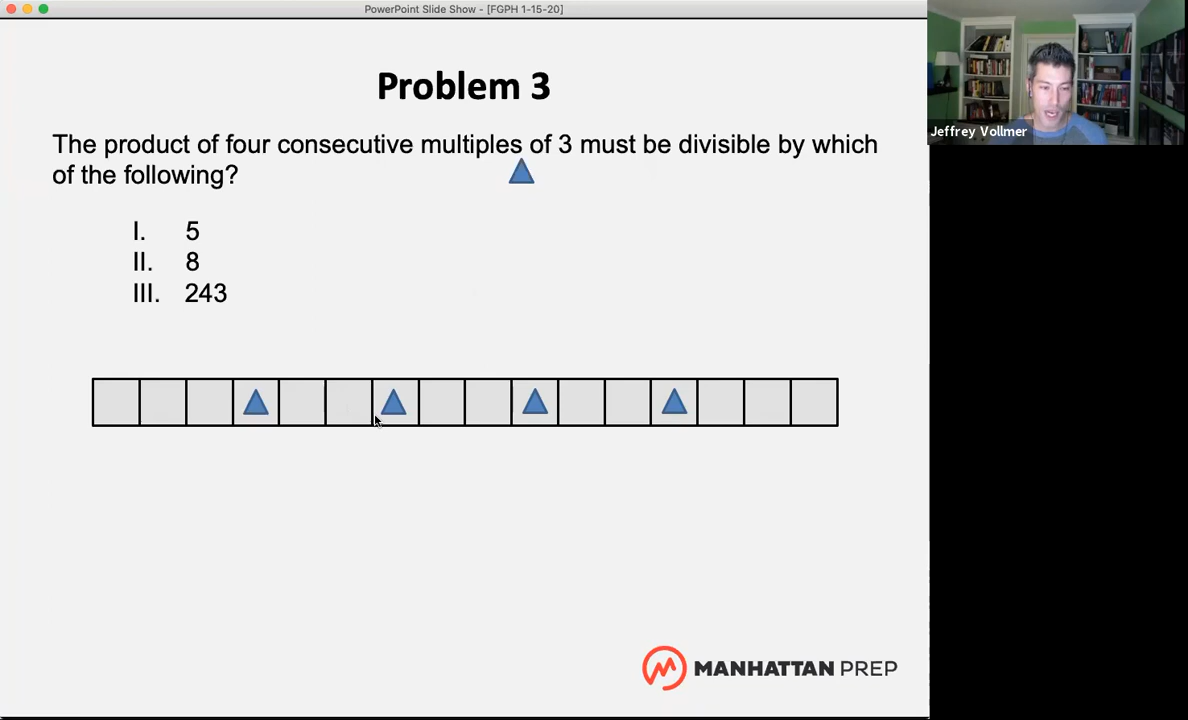 PowerPoint Slide Show - [FGPH 1-15-20]
Problem 3
The product of four consecutive multiples of 3 must be divisible by which
of the following?
I. 5
II. 8
III. 243
Jeffrey Vollmer
MANHATTAN PREP